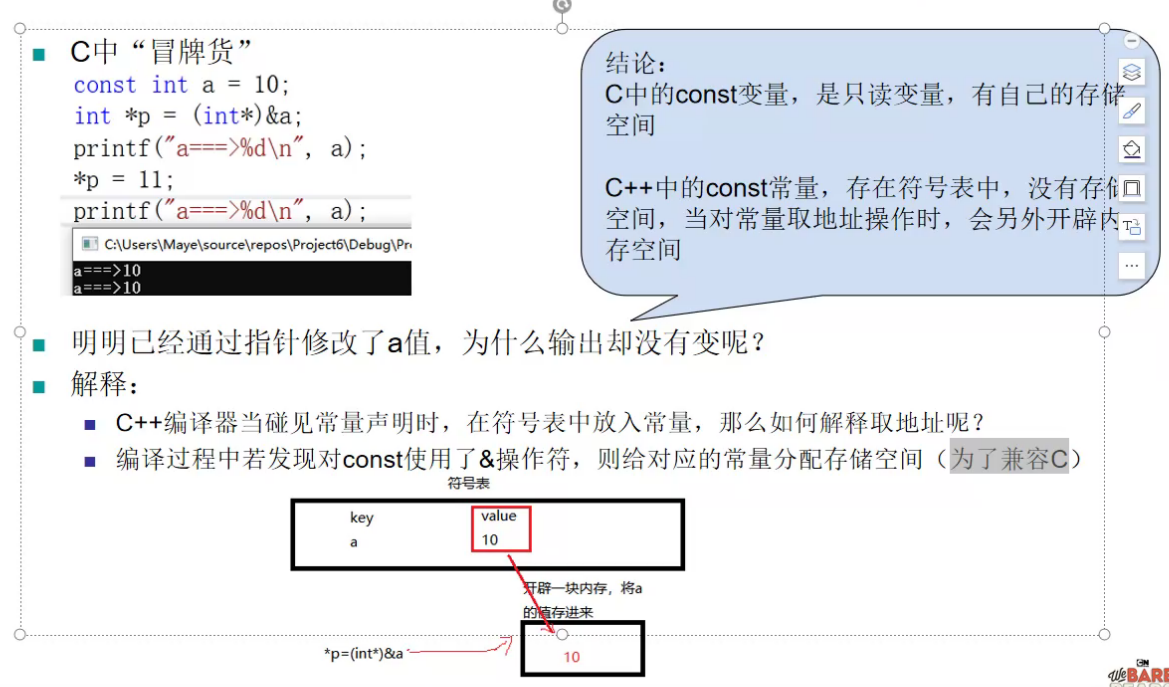 C中“冒牌货”
const int a = 10;
int *p = (int*)&a;
printf("a===>%d\n", a);
*p = 11;
printf("a===>%d\n", a);
C:\Users\Maye\source\repos\Project6\Debug\Pr
a===>10
a===>10
结论:
C中的const变量，是只读变量，有自己的存储
空间
C++中的const常量，存在符号表中，没有存储
空间，当对常量取地址操作时，会另外开辟内
存空间
明明已经通过指针修改了a值，为什么输出却没有变呢?
解释:
C++编译器当碰见常量声明时，在符号表中放入常量，那么如何解释取地址呢?
编译过程中若发现对const使用了&操作符，则给对应的常量分配存储空间（为了兼容C）
符号表
key value
a 10
开辟一块内存，将a
的值存进来
*p=(int*)&a
10
CN
We BARE